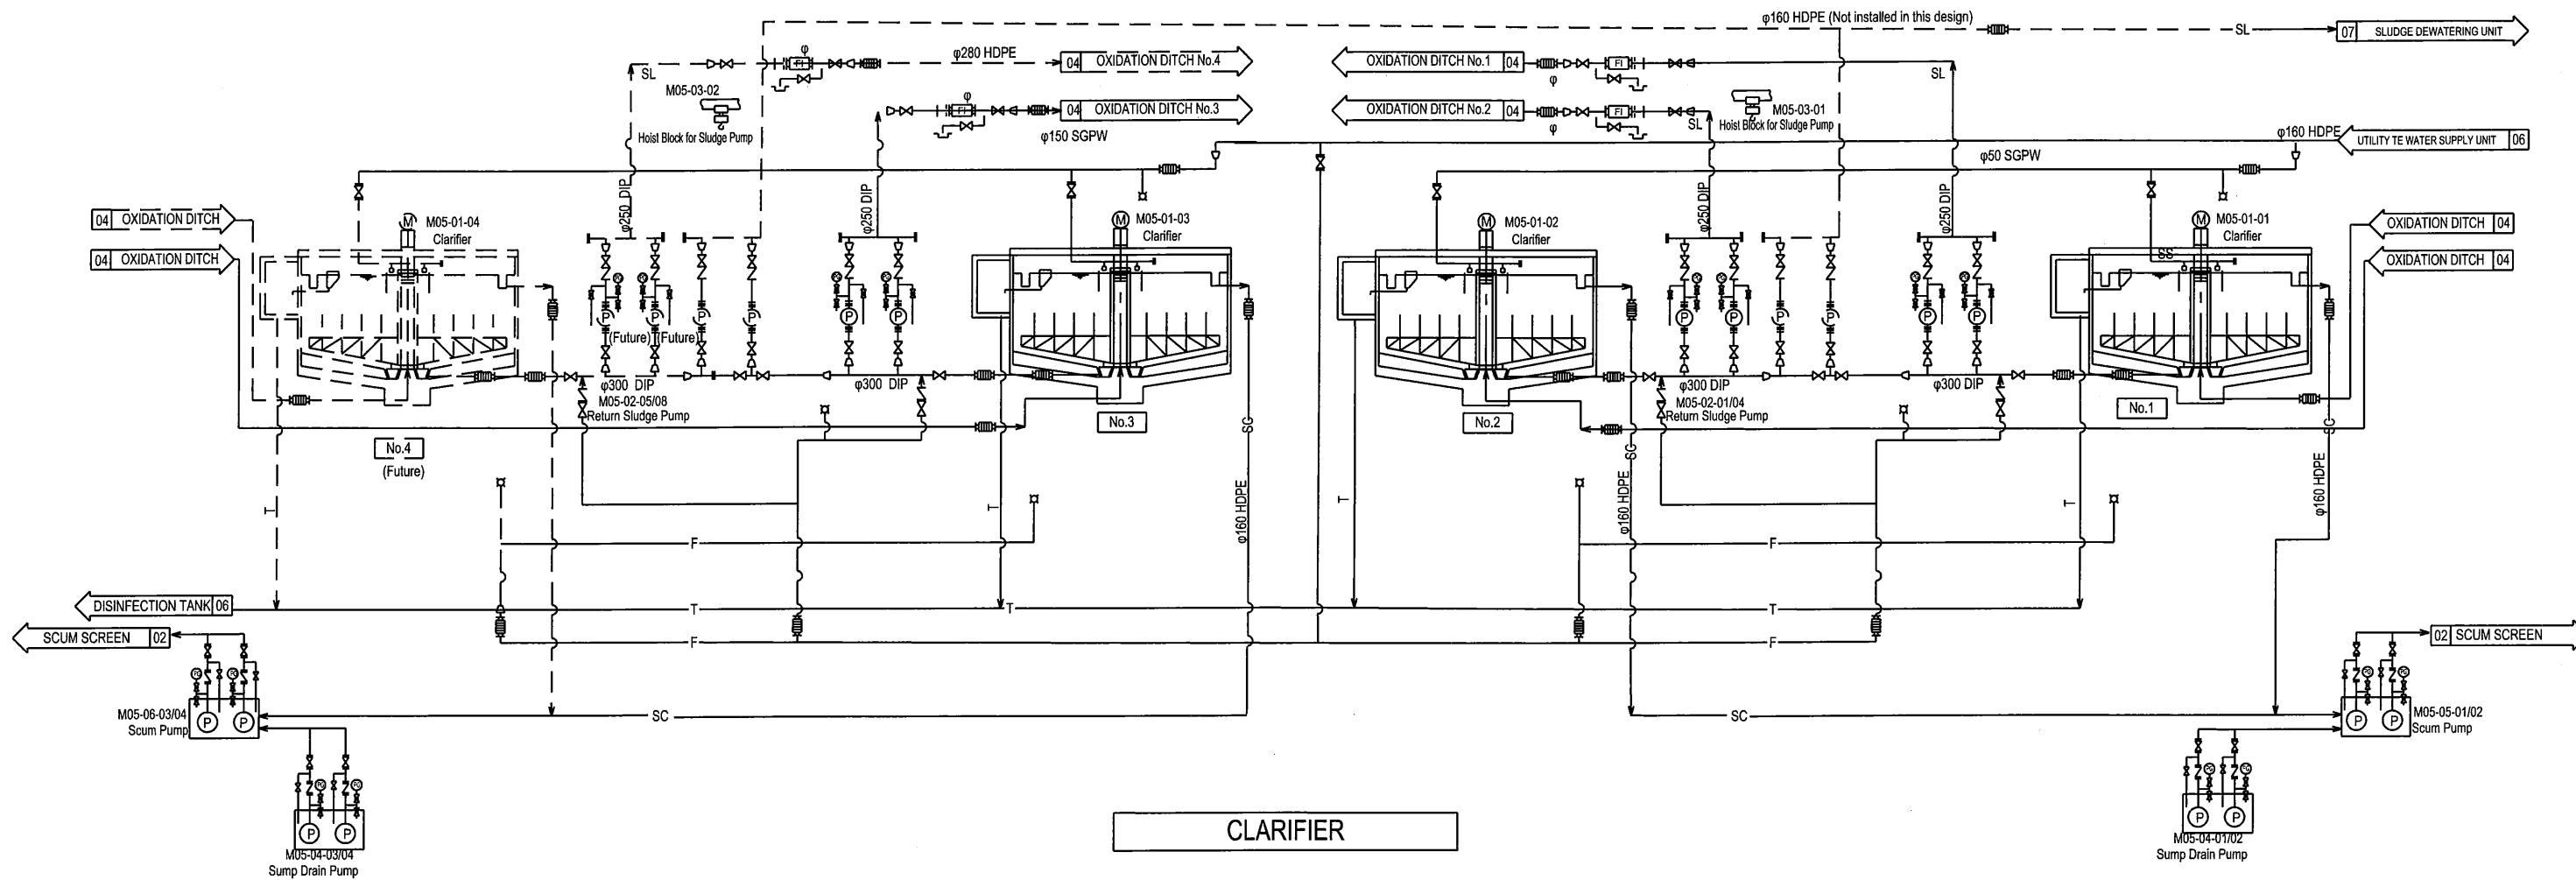 φ160 HDPE (Not installed in this design)
SL
07 SLUDGE DEWATERING UNIT
φ
φ280 HDPE
04 OXIDATION DITCH No.4
OXIDATION DITCH No.1 04
FI
FI
φ
SL
SL
M05-03-02
Hoist Block for Sludge Pump
φ
FI
04 OXIDATION DITCH No.3
φ150 SGPW
OXIDATION DITCH No.2 04
FI
φ
SL
M05-03-01
Hoist Block for Sludge Pump
φ160 HDPE
UTILITY TE WATER SUPPLY UNIT 06
φ50 SGPW
φ250 DIP
φ250 DIP
φ250 DIP
φ250 DIP
04 OXIDATION DITCH
04 OXIDATION DITCH
M
M05-01-04
Clarifier
M
M05-01-03
Clarifier
M
M05-01-02
Clarifier
M
M05-01-01
Clarifier
SS
OXIDATION DITCH 04
OXIDATION DITCH 04
P P P P P P
P P P P P P
(Future) (Future)
φ300 DIP
M05-02-05/08
Return Sludge Pump
φ300 DIP
φ300 DIP
M05-02-01/04
Return Sludge Pump
φ300 DIP
No.4
(Future)
No.3
No.2
No.1
SC
SC
SC
φ160 HDPE
φ160 HDPE
φ160 HDPE
T
T
T
T
F
F
DISINFECTION TANK 06
T
T
T
SCUM SCREEN 02
F
F
02 SCUM SCREEN
M05-06-03/04
Scum Pump
P P
SC
SC
P P
M05-05-01/02
Scum Pump
P P
M05-04-03/04
Sump Drain Pump
P P
M05-04-01/02
Sump Drain Pump
CLARIFIER